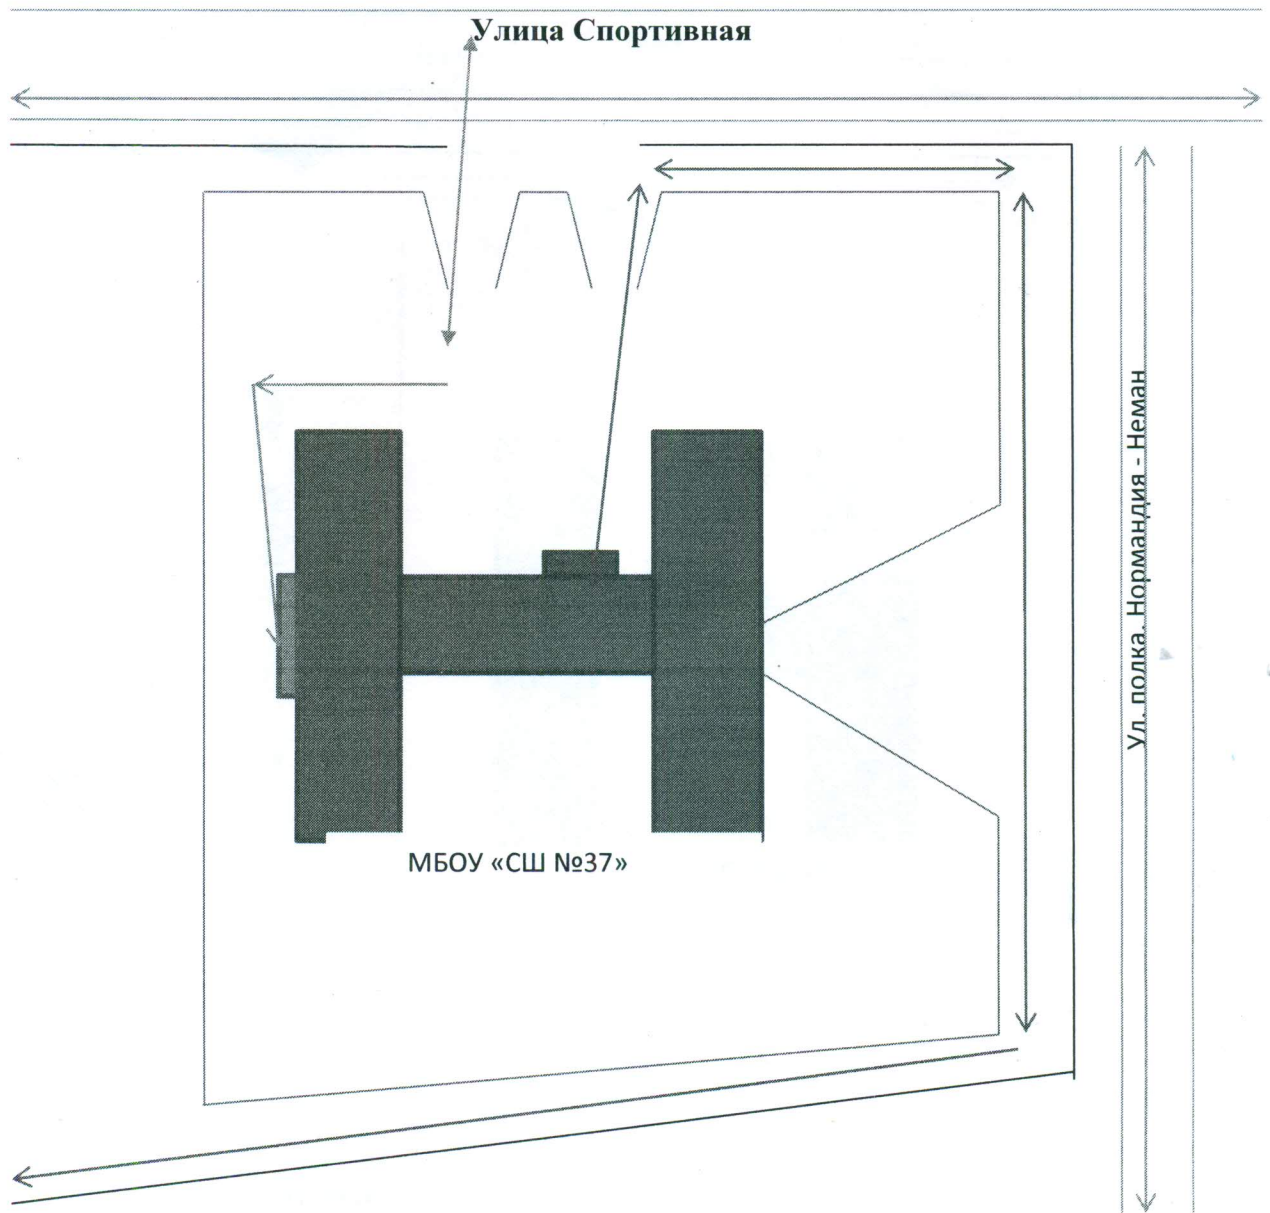 Улица Спортивная
Ул. полка. Нормандия - Неман
МБОУ «СШ №37»